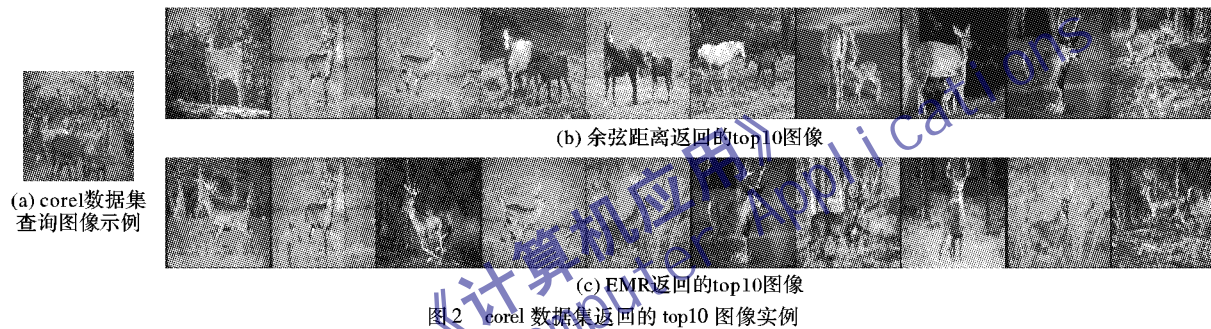 (a) corel数据集
查询图像示例
(b) 余弦距离返回的top10图像
(c) EMR返回的top10图像
图2 corel 数据集返回的 top10 图像实例
《计算机应用》
Computer Applications